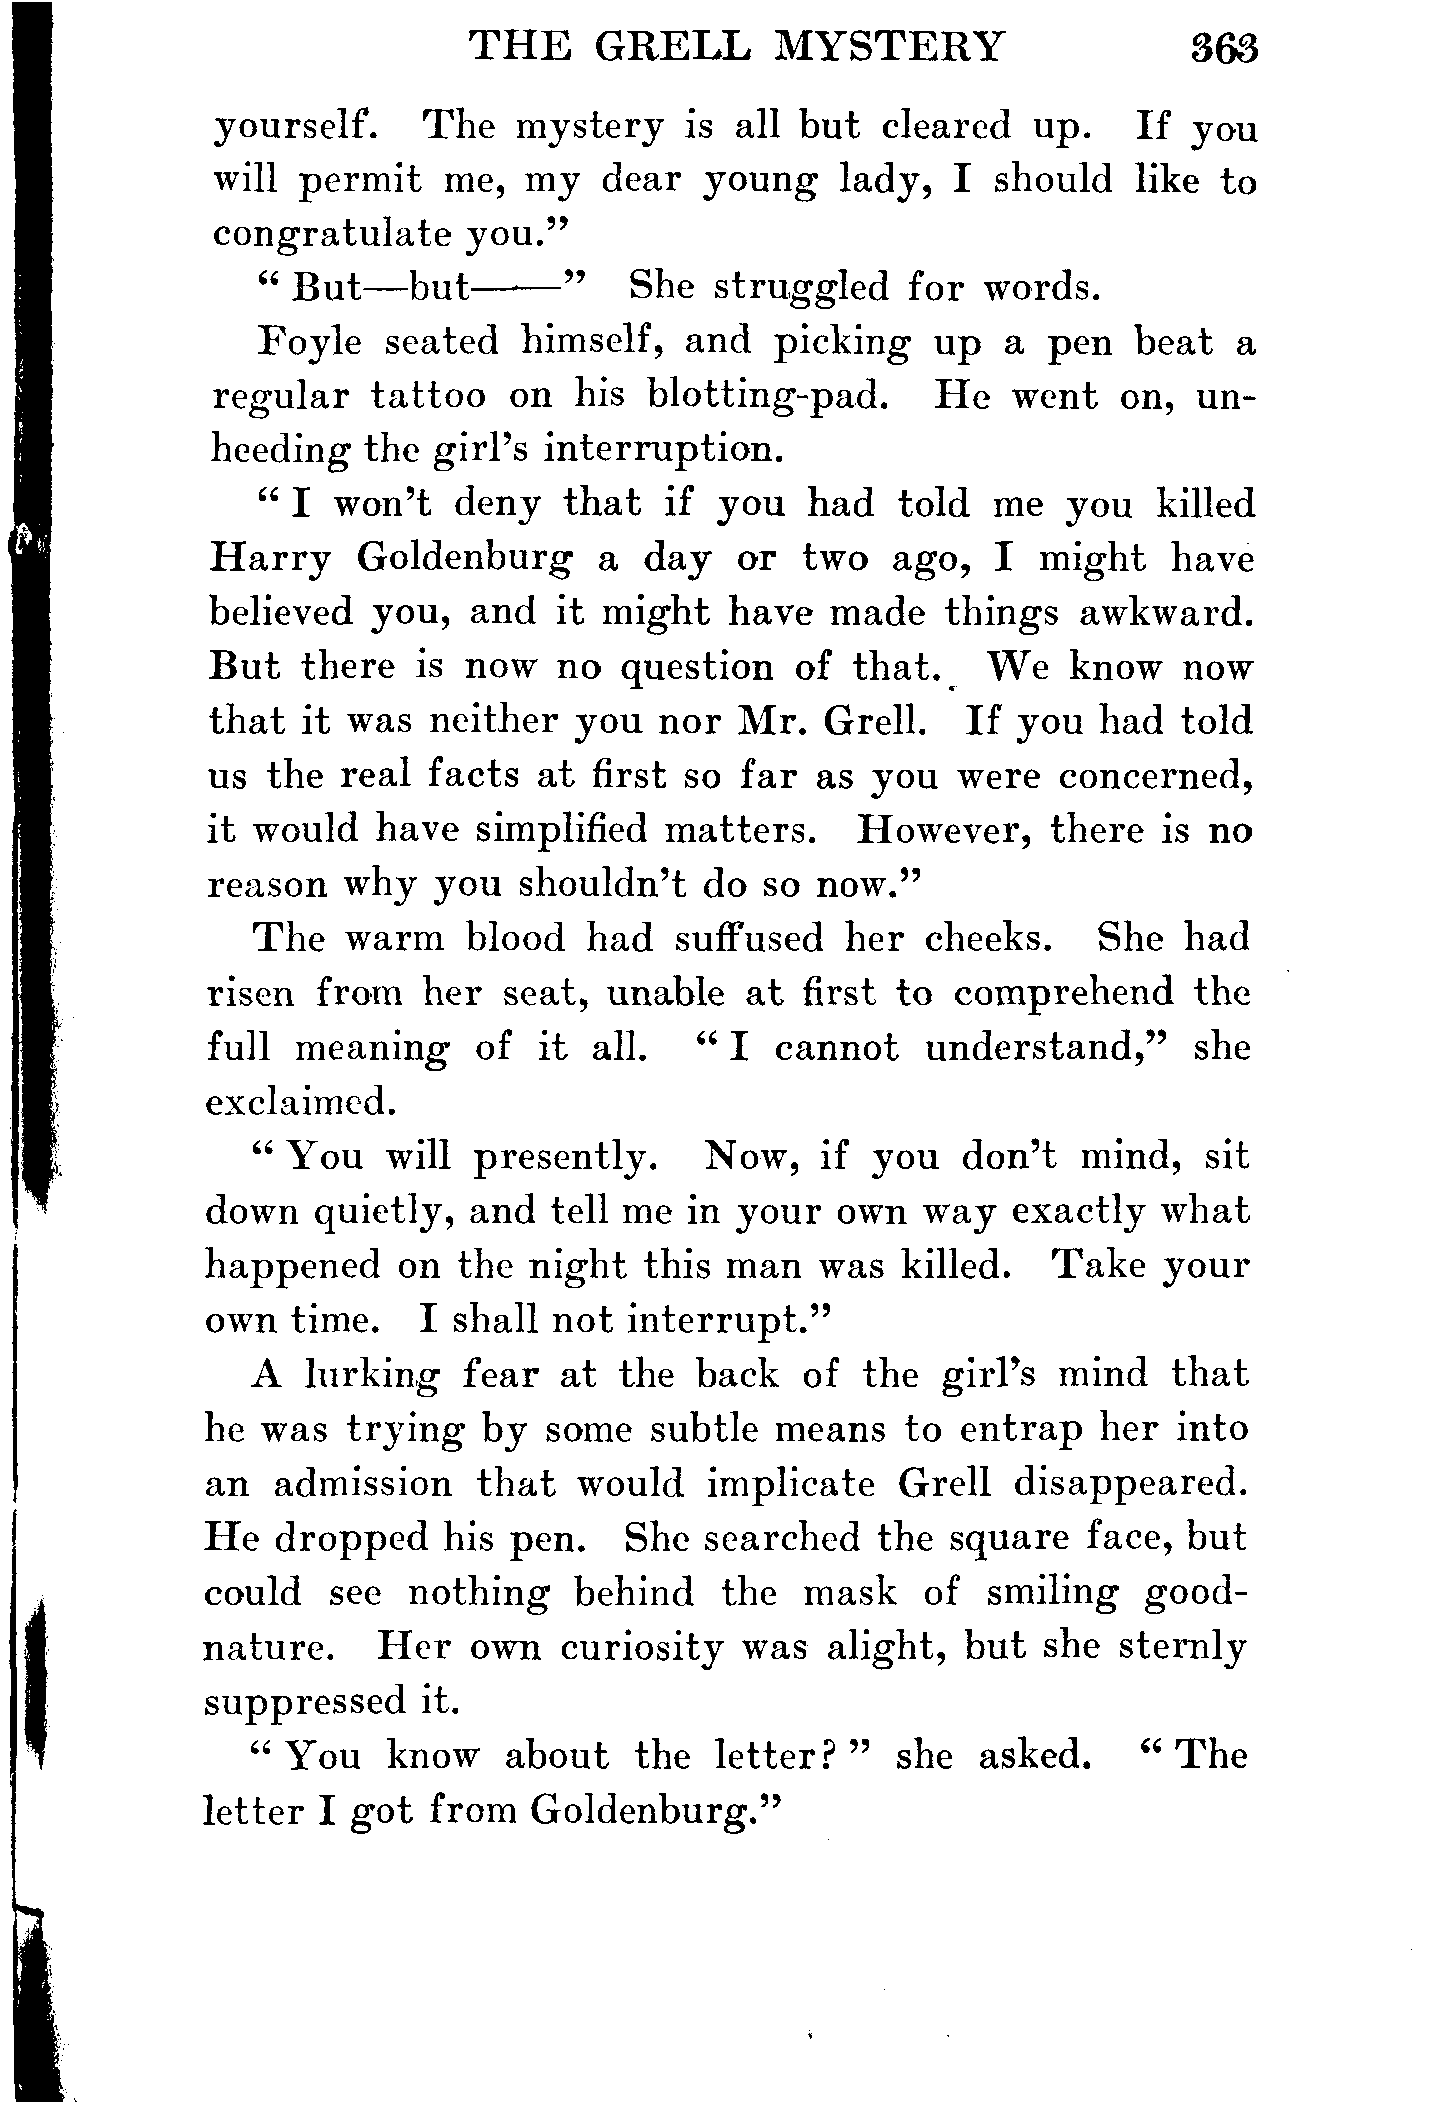 THE GRELL MYSTERY 363
yourself. The mystery is all but cleared up. If you
will permit me, my dear young lady, I should like to
congratulate you.”
“ But—but——” She struggled for words.
Foyle seated himself, and picking up a pen beat a
regular tattoo on his blotting-pad. He went on, un-
heeding the girl’s interruption.
“ I won’t deny that if you had told me you killed
Harry Goldenburg a day or two ago, I might have
believed you, and it might have made things awkward.
But there is now no question of that. We know now
that it was neither you nor Mr. Grell. If you had told
us the real facts at first so far as you were concerned,
it would have simplified matters. However, there is no
reason why you shouldn’t do so now.”
The warm blood had suffused her cheeks. She had
risen from her seat, unable at first to comprehend the
full meaning of it all. “ I cannot understand,” she
exclaimed.
“ You will presently. Now, if you don’t mind, sit
down quietly, and tell me in your own way exactly what
happened on the night this man was killed. Take your
own time. I shall not interrupt.”
A lurking fear at the back of the girl’s mind that
he was trying by some subtle means to entrap her into
an admission that would implicate Grell disappeared.
He dropped his pen. She searched the square face, but
could see nothing behind the mask of smiling good-
nature. Her own curiosity was alight, but she sternly
suppressed it.
“ You know about the letter? ” she asked. “ The
letter I got from Goldenburg.”